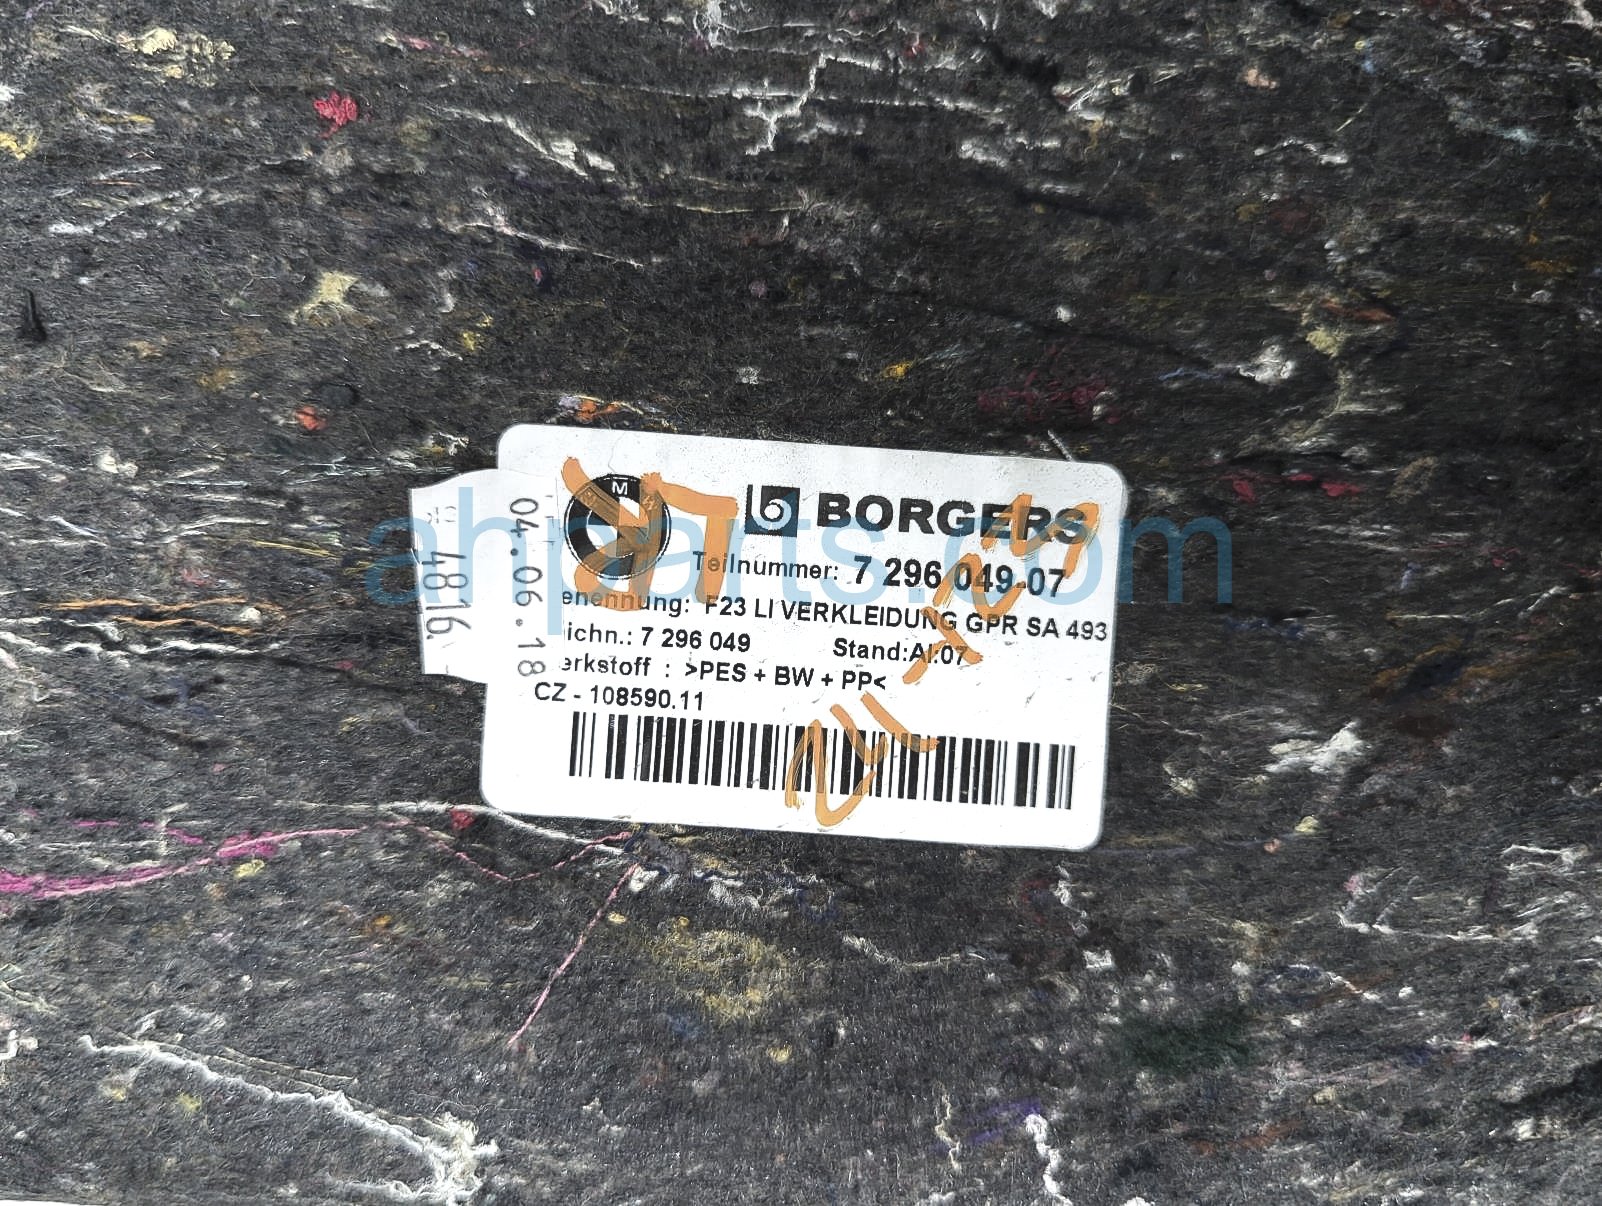 BORGERS
Teilnummer: 7 296 049-07
enennung: F23 LI VERKLEIDUNG GPR SA 493
ichn.: 7 296 049 Stand:AI:07
erkstoff : >PES + BW + PP<
CZ - 108590.11
04.06.18
4816
ahparts.com